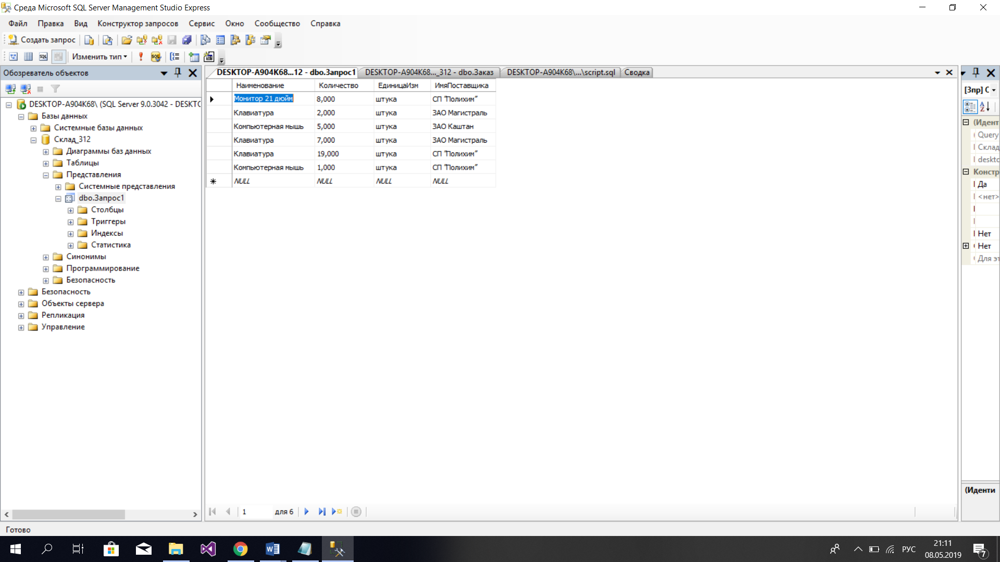 Среда Microsoft SQL Server Management Studio Express
Файл Правка Вид Конструктор запросов Сервис Окно Сообщество Справка
Создать запрос
Изменить тип
Обозреватель объектов
DESKTOP-A904K68\ (SQL Server 9.0.3042 - DESKTO
Базы данных
Системные базы данных
Склад_312
Диаграммы баз данных
Таблицы
Представления
Системные представления
dbo.Запрос1
Столбцы
Триггеры
Индексы
Статистика
Синонимы
Программирование
Безопасность
Безопасность
Объекты сервера
Репликация
Управление
DESKTOP-A904K68...12 - dbo.Запрос1 DESKTOP-A904K68..._312 - dbo.Заказ DESKTOP-A904K68\...\script.sql Сводка
Наименование Количество ЕдиницаИзм ИмяПоставщика
Монитор 21 дюйм 8,000 штука СП "Полихим"
Клавиатура 2,000 штука ЗАО Магистраль
Компьютерная мышь 5,000 штука ЗАО Каштан
Клавиатура 7,000 штука ЗАО Магистраль
Клавиатура 19,000 штука СП "Полихим"
Компьютерная мышь 1,000 штука СП "Полихим"
NULL NULL NULL NULL
1 для 6
[Зпр] С
(Идент
Query
Склад
deskto
Констр
Да
<нет>
Нет
Нет
Для эт
(Иденти
Готово
РУС
21:11
08.05.2019
7